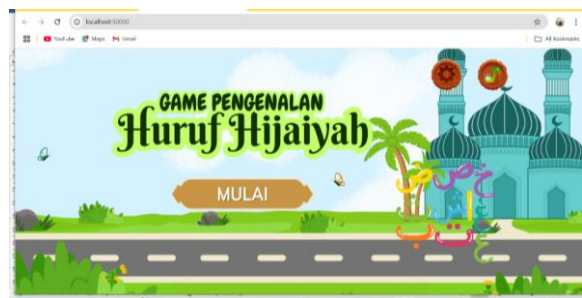 localhost:50000
YouTube Maps Gmail All Bookmarks
GAME PENGENALAN
Huruf Hijaiyah
MULAI